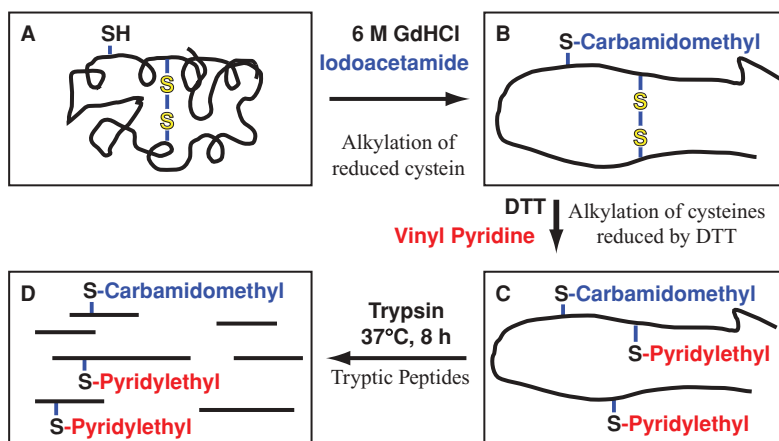 A
SH
S
S
6 M GdHCl
Iodoacetamide
Alkylation of
reduced cystein
B
S-Carbamidomethyl
S
S
DTT
Vinyl Pyridine
Alkylation of cysteines
reduced by DTT
D
S-Carbamidomethyl
S-Pyridylethyl
S-Pyridylethyl
Trypsin
37°C, 8 h
Tryptic Peptides
C
S-Carbamidomethyl
S-Pyridylethyl
S-Pyridylethyl